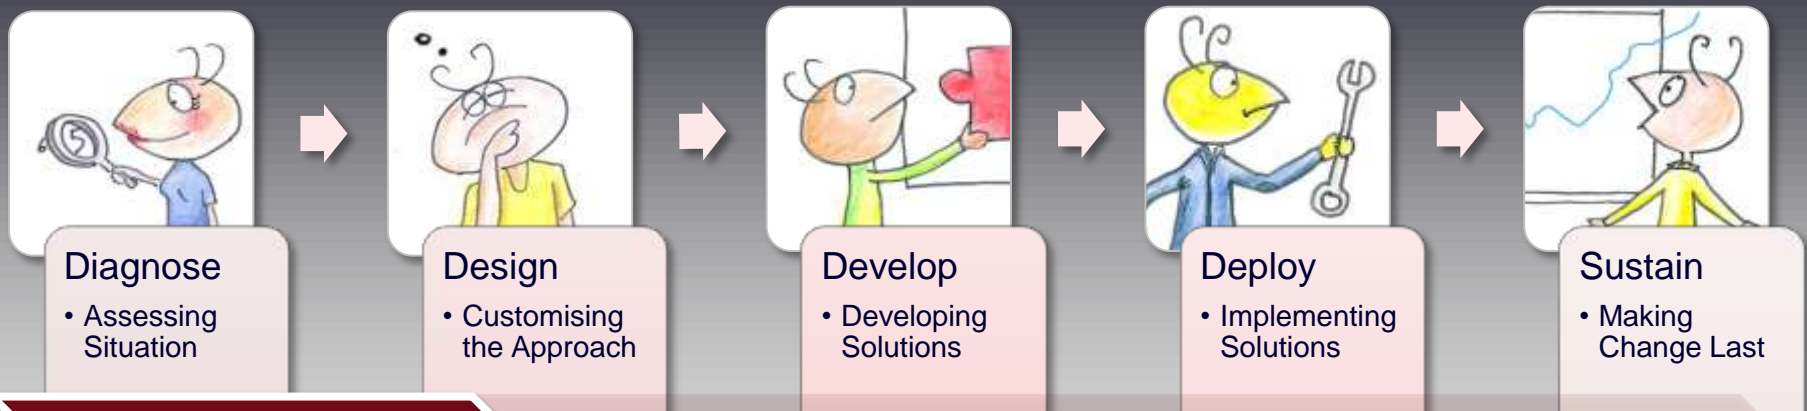 Diagnose
• Assessing
Situation
Design
• Customising
the Approach
Develop
• Developing
Solutions
Deploy
• Implementing
Solutions
Sustain
• Making
Change Last